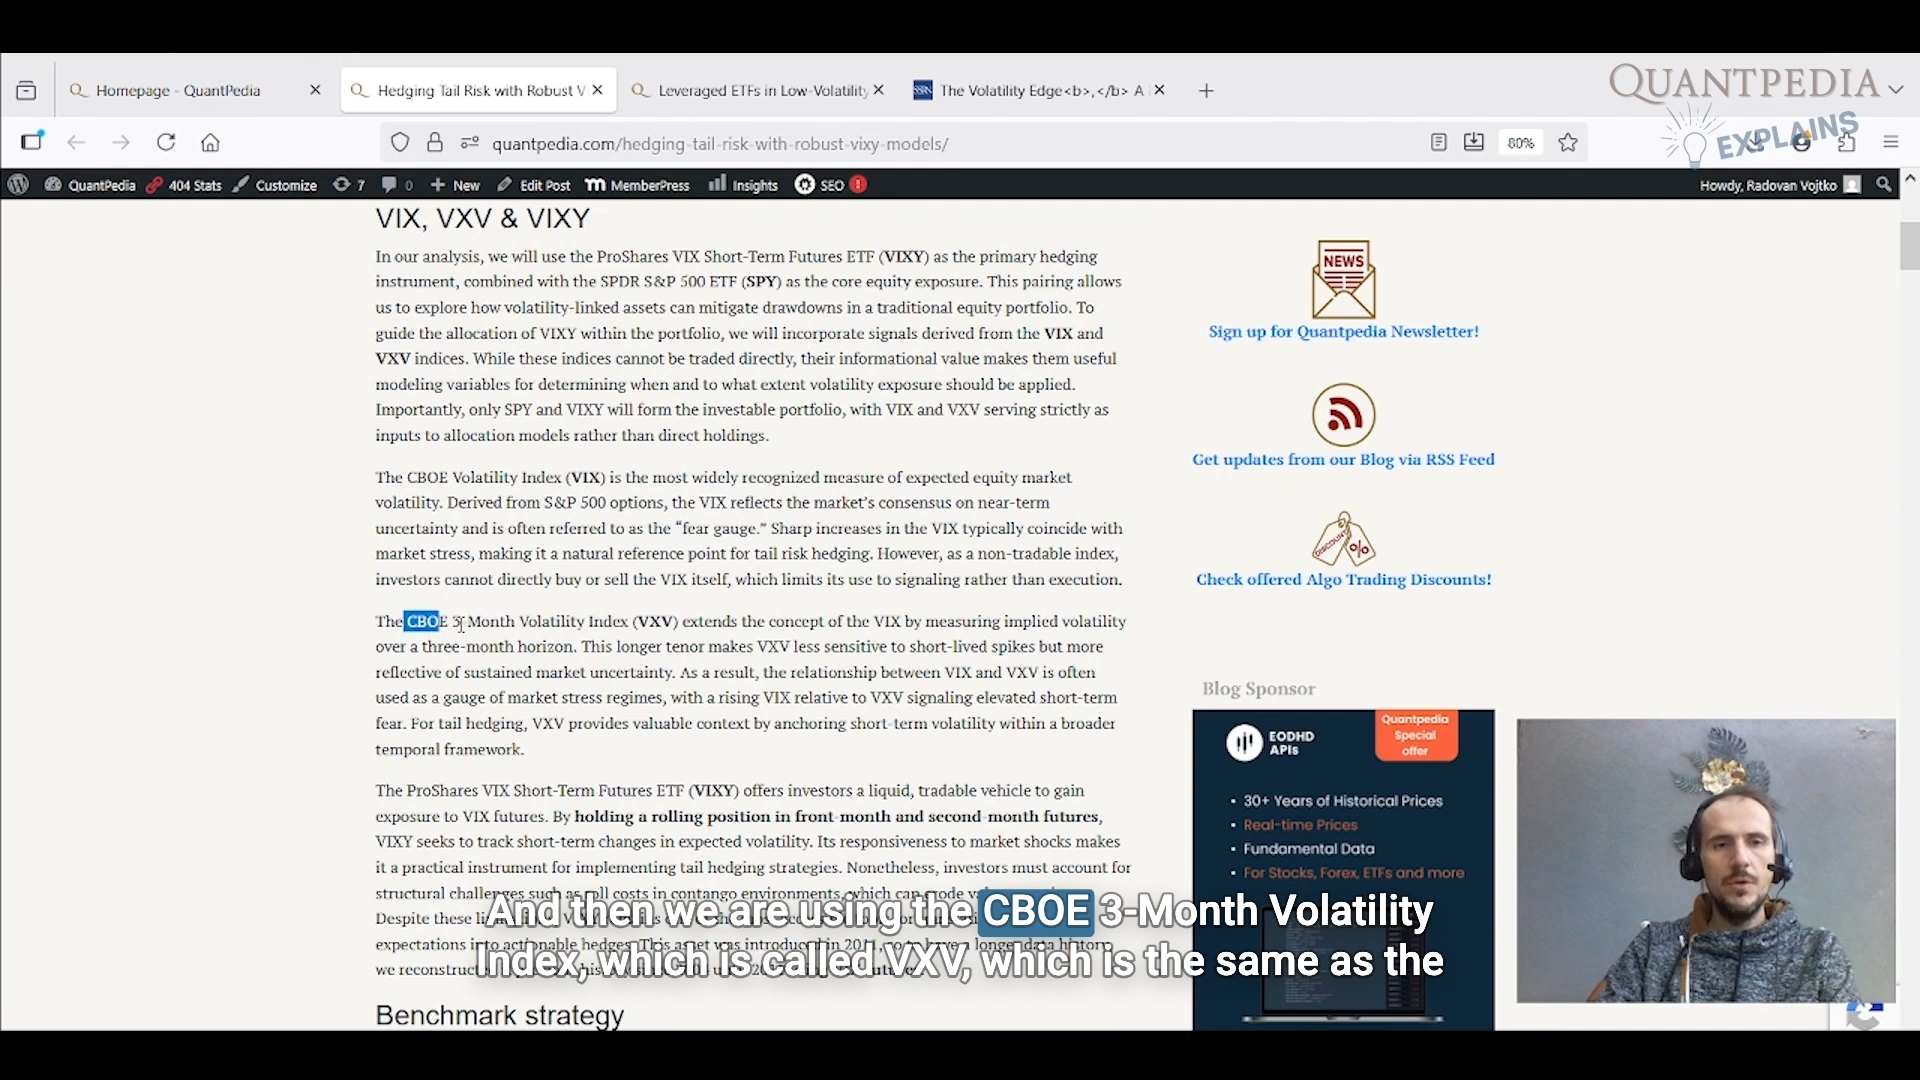 QUANTPEDIA
EXPLAINS
Homepage - QuantPedia
Hedging Tail Risk with Robust V
Leveraged ETFs in Low-Volatility
SSRN
The Volatility Edge<b>,</b> A
quantpedia.com/hedging-tail-risk-with-robust-vixy-models/
80%
QuantPedia 404 Stats Customize 7 0 New Edit Post MemberPress Insights SEO !
Howdy, Radovan Vojtko
VIX, VXV & VIXY
In our analysis, we will use the ProShares VIX Short-Term Futures ETF (VIXY) as the primary hedging
instrument, combined with the SPDR S&P 500 ETF (SPY) as the core equity exposure. This pairing allows
us to explore how volatility-linked assets can mitigate drawdowns in a traditional equity portfolio. To
guide the allocation of VIXY within the portfolio, we will incorporate signals derived from the VIX and
VXV indices. While these indices cannot be traded directly, their informational value makes them useful
modeling variables for determining when and to what extent volatility exposure should be applied.
Importantly, only SPY and VIXY will form the investable portfolio, with VIX and VXV serving strictly as
inputs to allocation models rather than direct holdings.
The CBOE Volatility Index (VIX) is the most widely recognized measure of expected equity market
volatility. Derived from S&P 500 options, the VIX reflects the market's consensus on near-term
uncertainty and is often referred to as the “fear gauge.” Sharp increases in the VIX typically coincide with
market stress, making it a natural reference point for tail risk hedging. However, as a non-tradable index,
investors cannot directly buy or sell the VIX itself, which limits its use to signaling rather than execution.
The CBOE 3-Month Volatility Index (VXV) extends the concept of the VIX by measuring implied volatility
over a three-month horizon. This longer tenor makes VXV less sensitive to short-lived spikes but more
reflective of sustained market uncertainty. As a result, the relationship between VIX and VXV is often
used as a gauge of market stress regimes, with a rising VIX relative to VXV signaling elevated short-term
fear. For tail hedging, VXV provides valuable context by anchoring short-term volatility within a broader
temporal framework.
The ProShares VIX Short-Term Futures ETF (VIXY) offers investors a liquid, tradable vehicle to gain
exposure to VIX futures. By holding a rolling position in front-month and second-month futures,
VIXY seeks to track short-term changes in expected volatility. Its responsiveness to market shocks makes
it a practical instrument for implementing tail hedging strategies. Nonetheless, investors must account for
structural challenges such as roll costs in contango environments, which can
Despite these
expectations into actionable hedges. This asset was introduced in 2011,
we reconstructed
Benchmark strategy
NEWS
Sign up for Quantpedia Newsletter!
Get updates from our Blog via RSS Feed
DISCOUNT %
Check offered Algo Trading Discounts!
Blog Sponsor
EODHD
APIs
Quantpedia
Special
offer
• 30+ Years of Historical Prices
• Real-time Prices
• Fundamental Data
• For Stocks, Forex, ETFs and more
And then we are using the CBOE 3-Month Volatility
Index, which is called VXV, which is the same as the